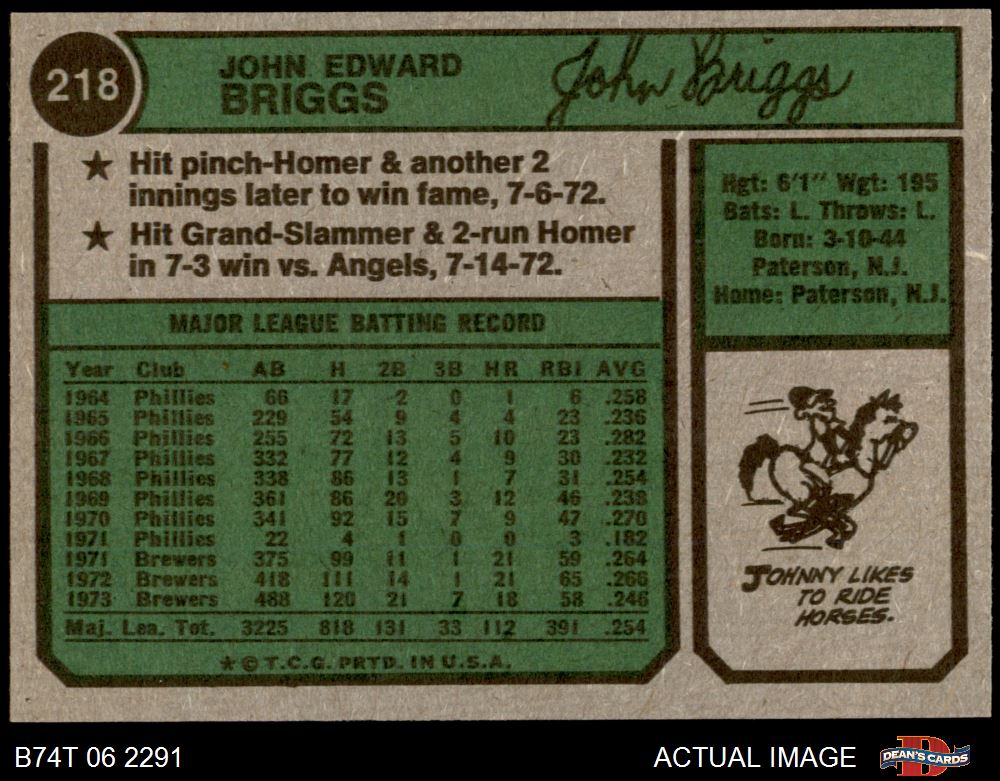 218
JOHN EDWARD
BRIGGS
John Briggs
★ Hit pinch-Homer & another 2
innings later to win fame, 7-6-72.
★ Hit Grand-Slammer & 2-run Homer
in 7-3 win vs. Angels, 7-14-72.
Hgt: 6'1" Wgt: 195
Bats: L. Throws: L.
Born: 3-10-44
Paterson, N.J.
Home: Paterson, N.J.
MAJOR LEAGUE BATTING RECORD
Year Club AB H 2B 3B HR RBI AVG
1964 Phillies 66 17 2 0 1 6 .258
1965 Phillies 229 54 9 4 4 23 .236
1966 Phillies 255 72 13 5 10 23 .282
1967 Phillies 332 77 12 4 9 30 .232
1968 Phillies 338 86 13 1 7 31 .254
1969 Phillies 361 86 20 3 12 46 .238
1970 Phillies 341 92 15 7 9 47 .270
1971 Phillies 22 4 1 0 0 3 .182
1971 Brewers 375 99 11 1 21 59 .264
1972 Brewers 418 111 14 1 21 65 .266
1973 Brewers 488 120 21 7 18 58 .246
Maj. Lea. Tot. 3225 818 131 33 112 391 .254
★ © T.C.G. PRTD. IN U.S.A.
JOHNNY LIKES
TO RIDE
HORSES.
B74T 06 2291
ACTUAL IMAGE
DEAN'S CARDS